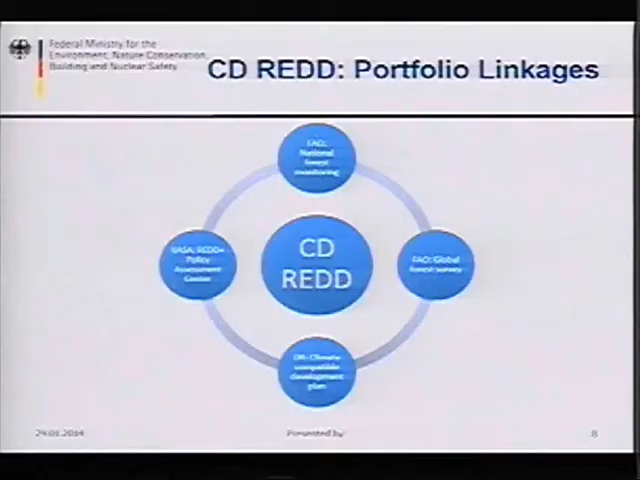 Federal Ministry for the
Environment, Nature Conservation,
Building and Nuclear Safety
CD REDD: Portfolio Linkages
FAO:
National
forest
monitoring
IIASA: REDD+
Policy
Assessment
Center
CD
REDD
FAO: Global
forest survey
DR: Climate
compatible
development
plan
29.01.2014
Presented by:
8